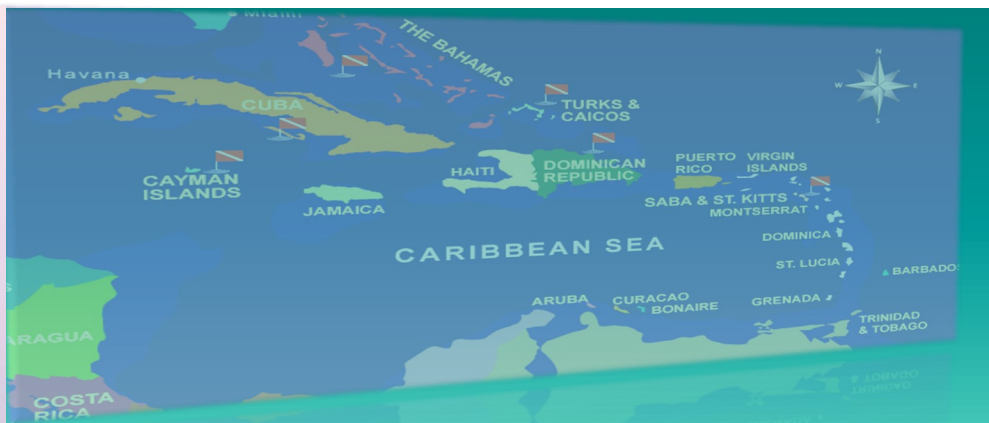 Miami
THE BAHAMAS
Havana
CUBA
TURKS &
CAICOS
N
W
E
S
CAYMAN
ISLANDS
JAMAICA
HAITI
DOMINICAN
REPUBLIC
PUERTO
RICO
VIRGIN
ISLANDS
SABA & ST. KITTS
MONTSERRAT
CARIBBEAN SEA
DOMINICA
ST. LUCIA
BARBADO
ARUBA
CURACAO
BONAIRE
GRENADA
TRINIDAD
& TOBAGO
S
ARAGUA
COSTA
RICA